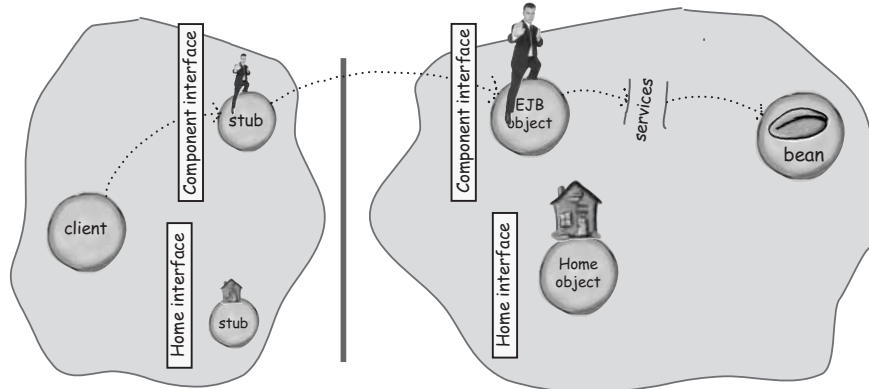 Component interface
stub
client
Home interface
stub
Component interface
EJB
object
services
bean
Home interface
Home
object